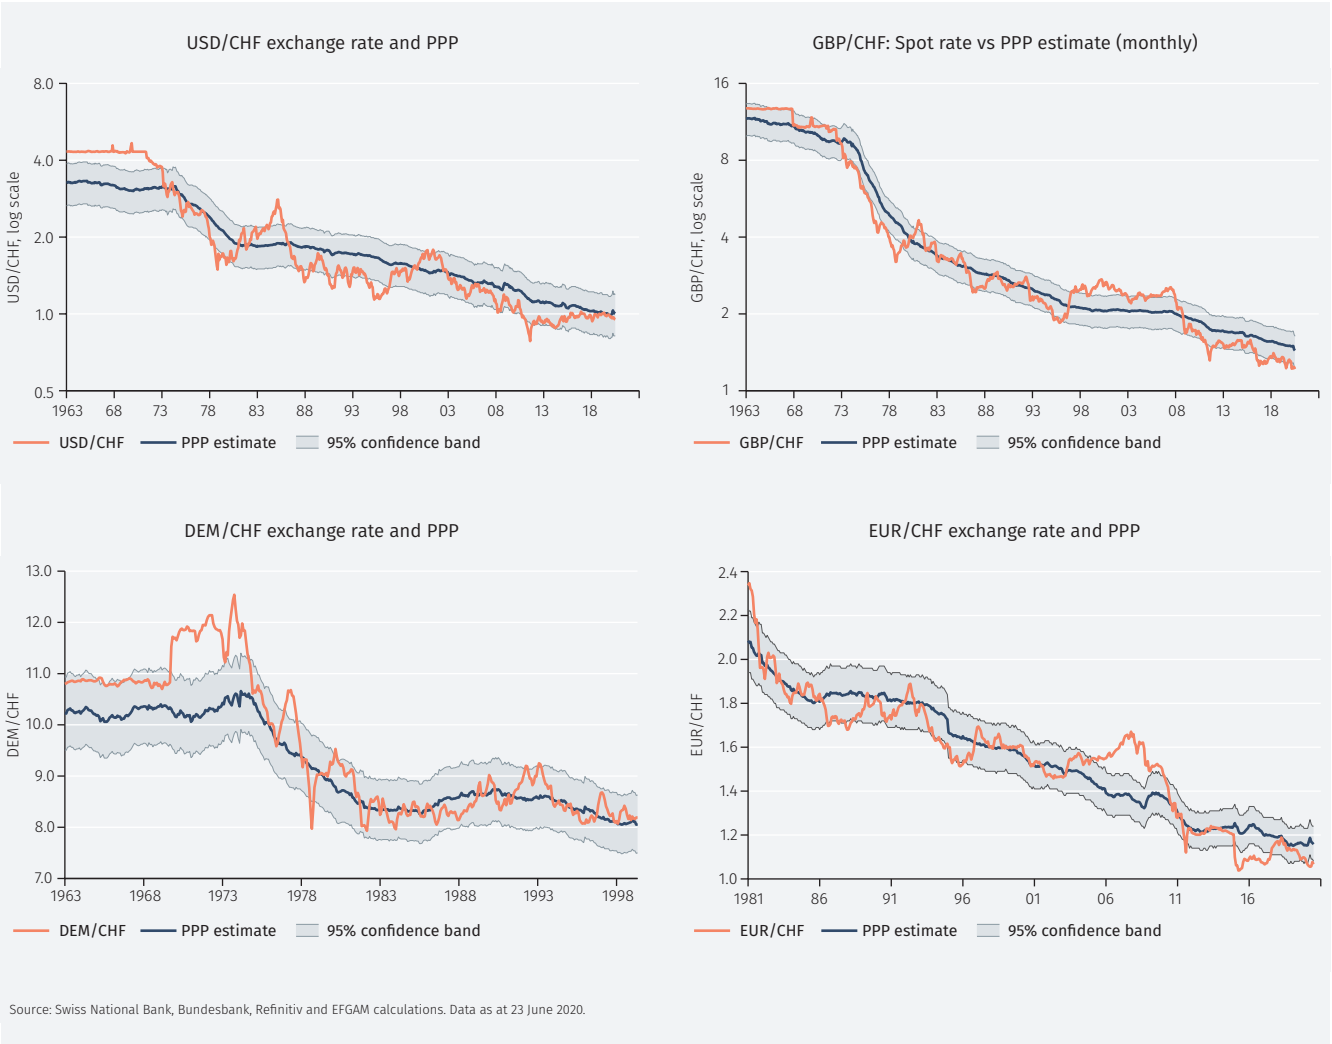 USD/CHF exchange rate and PPP
8.0
4.0
2.0
1.0
0.5
USD/CHF, log scale
1963 68 73 78 83 88 93 98 03 08 13 18
USD/CHF PPP estimate 95% confidence band
GBP/CHF: Spot rate vs PPP estimate (monthly)
16
8
4
2
1
GBP/CHF, log scale
1963 68 73 78 83 88 93 98 03 08 13 18
GBP/CHF PPP estimate 95% confidence band
DEM/CHF exchange rate and PPP
13.0
12.0
11.0
10.0
9.0
8.0
7.0
DEM/CHF
1963 1968 1973 1978 1983 1988 1993 1998
DEM/CHF PPP estimate 95% confidence band
EUR/CHF exchange rate and PPP
2.4
2.2
2.0
1.8
1.6
1.4
1.2
1.0
EUR/CHF
1981 86 91 96 01 06 11 16
EUR/CHF PPP estimate 95% confidence band
Source: Swiss National Bank, Bundesbank, Refinitiv and EFGAM calculations. Data as at 23 June 2020.